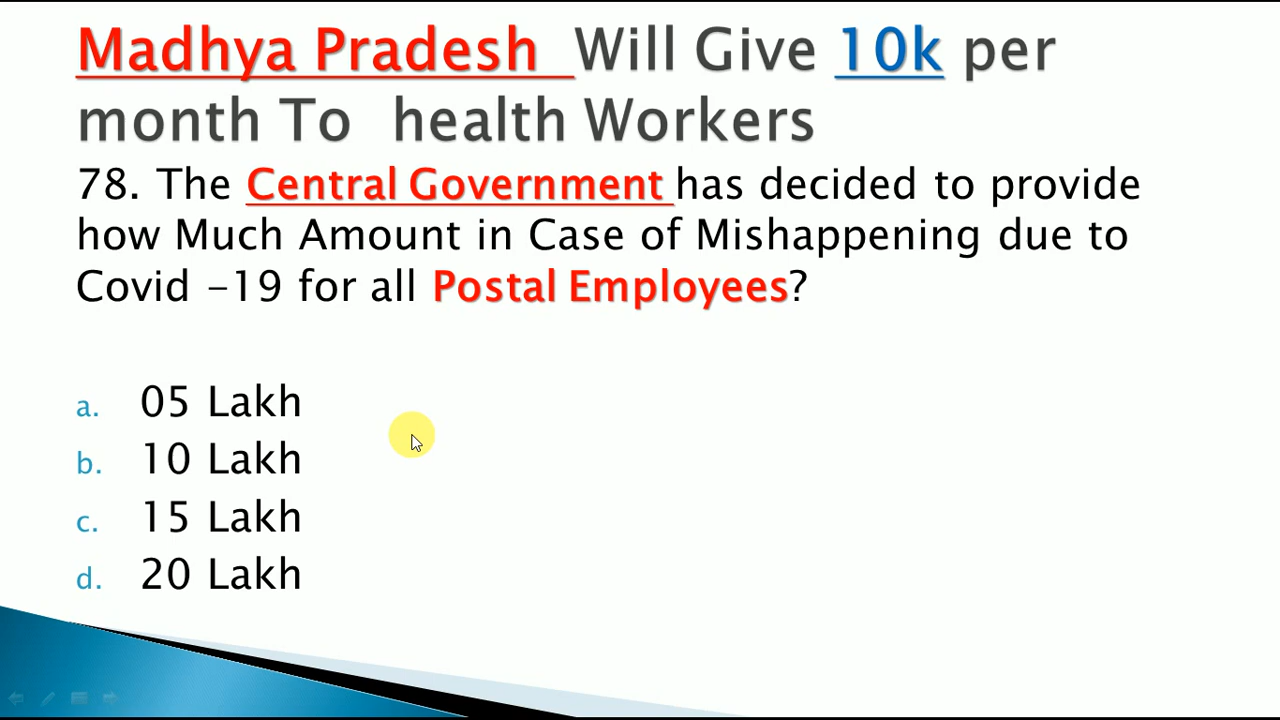 Madhya Pradesh Will Give 10k per
month To health Workers
78. The Central Government has decided to provide
how Much Amount in Case of Mishappening due to
Covid -19 for all Postal Employees?
a. 05 Lakh
b. 10 Lakh
c. 15 Lakh
d. 20 Lakh